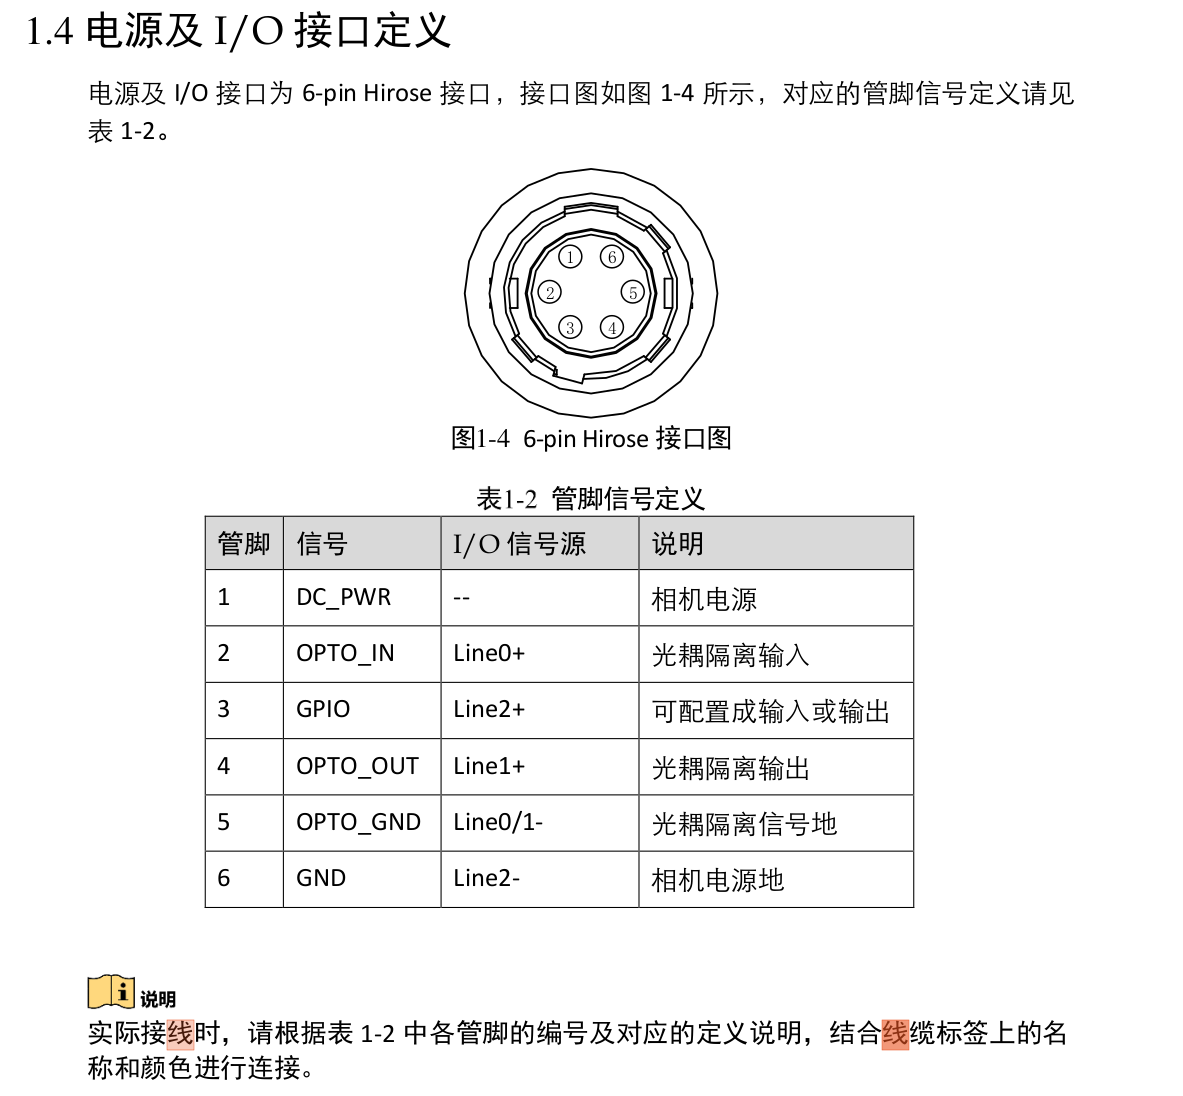 1.4 电源及 I/O 接口定义
电源及 I/O 接口为 6-pin Hirose 接口，接口图如图 1-4 所示，对应的管脚信号定义请见
表 1-2。
1 6
2 5
3 4
图1-4 6-pin Hirose 接口图
表1-2 管脚信号定义
管脚 信号 I/O 信号源 说明
1 DC_PWR -- 相机电源
2 OPTO_IN Line0+ 光耦隔离输入
3 GPIO Line2+ 可配置成输入或输出
4 OPTO_OUT Line1+ 光耦隔离输出
5 OPTO_GND Line0/1- 光耦隔离信号地
6 GND Line2- 相机电源地
i 说明
实际接线时，请根据表 1-2 中各管脚的编号及对应的定义说明，结合线缆标签上的名
称和颜色进行连接。